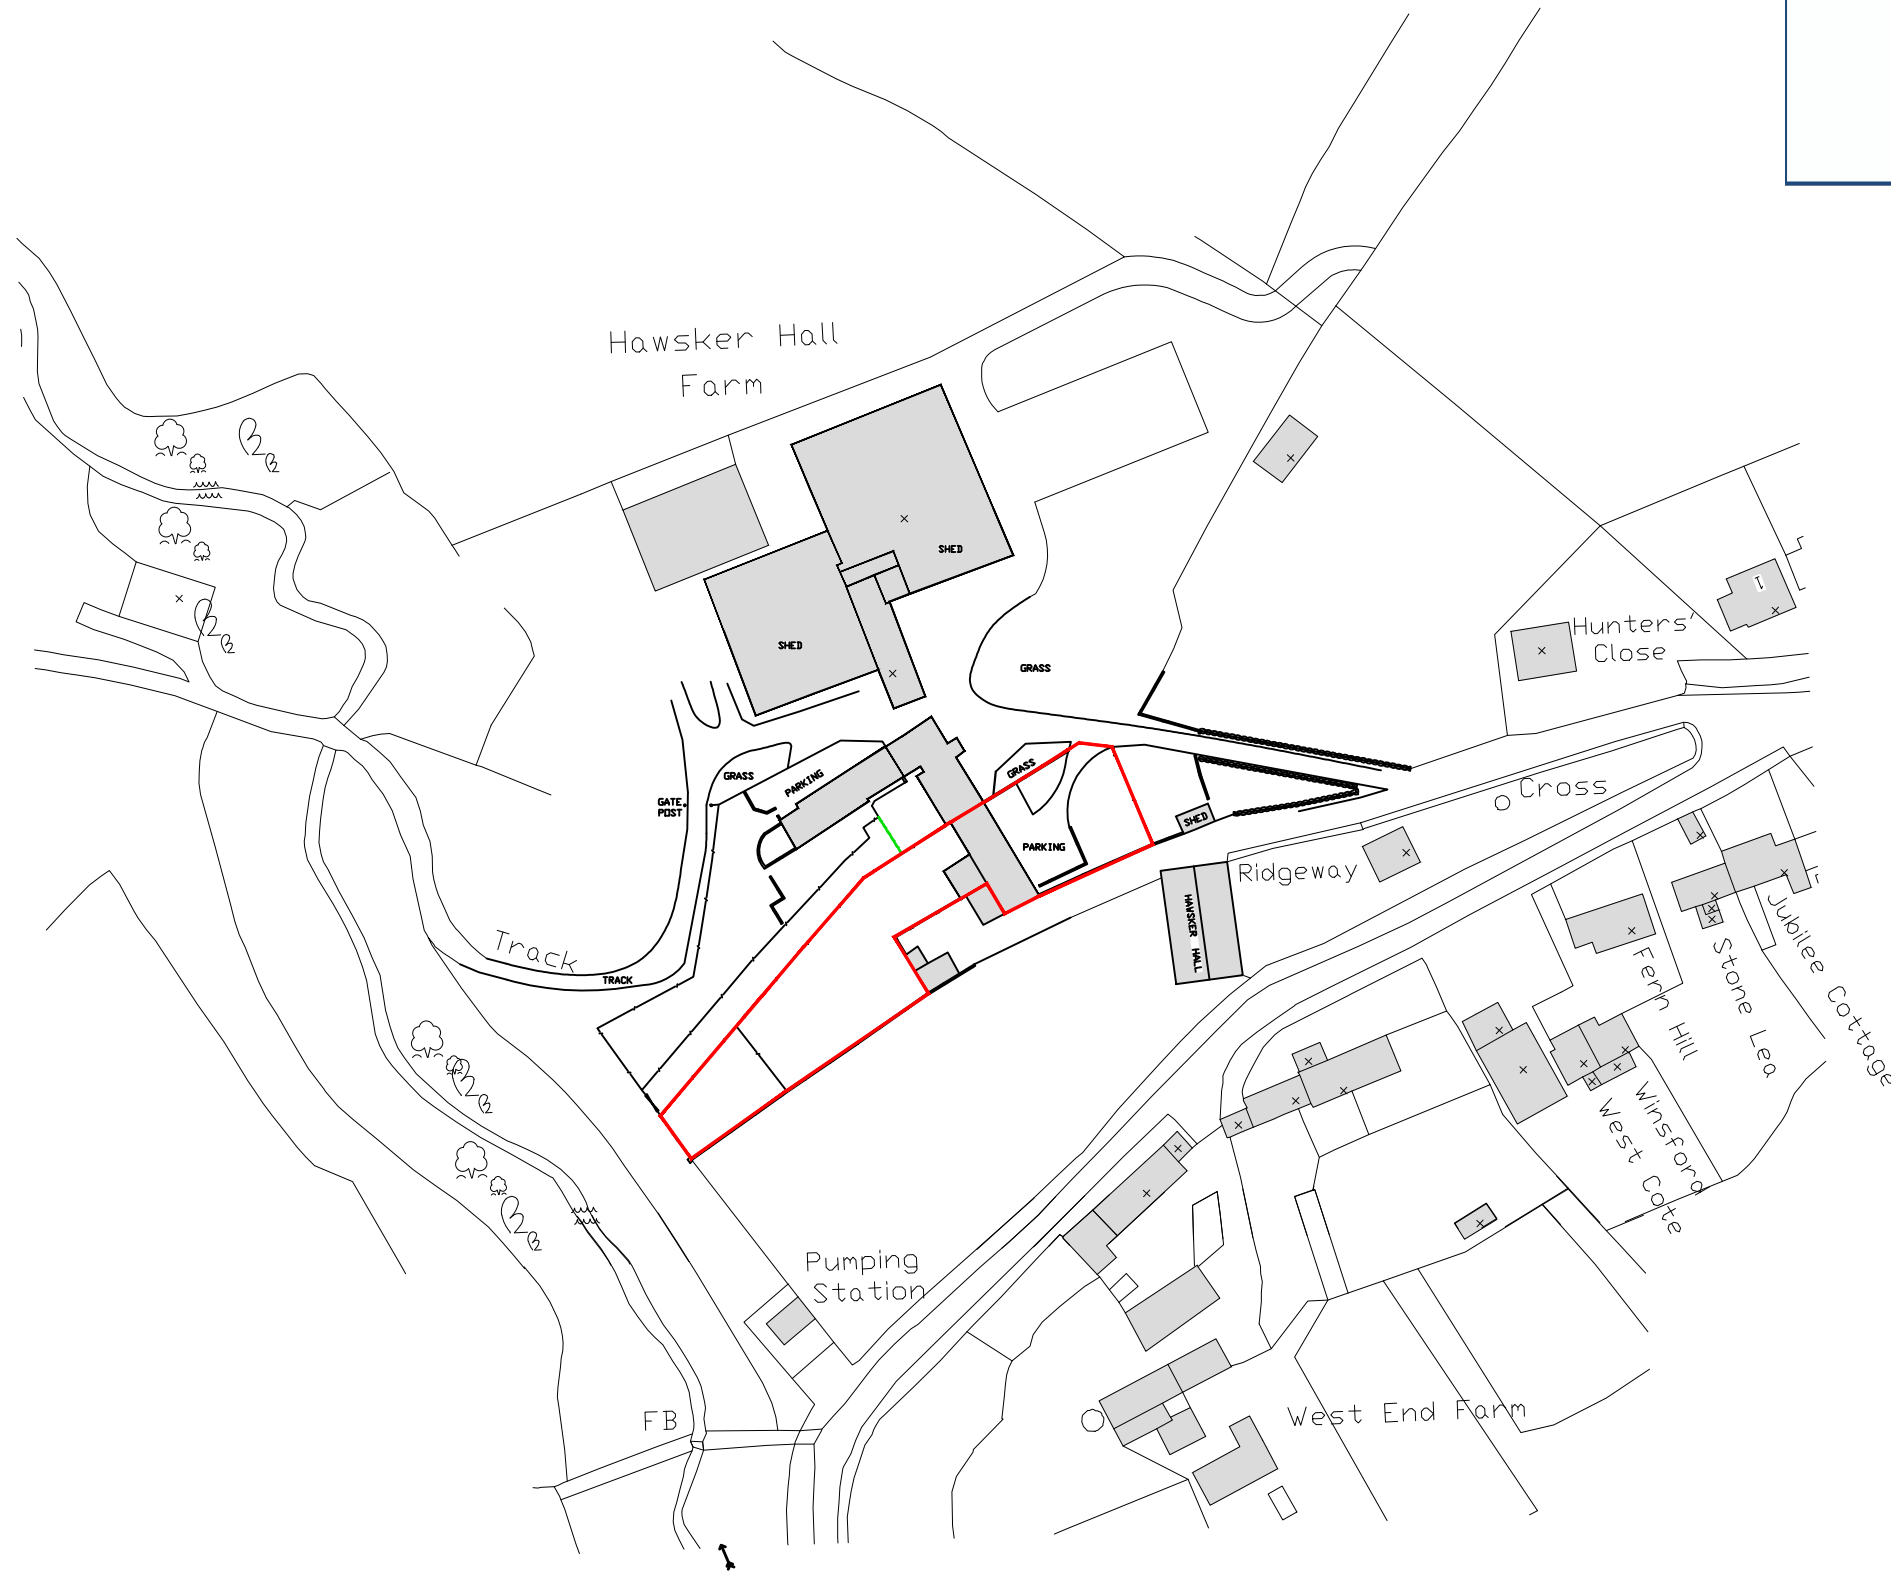 Hawsker Hall
Farm
SHED
SHED
GRASS
1
Hunters'
Close
GRASS
PARKING
GRASS
GATE
POST
SHED
PARKING
Cross
Ridgeway
HAWSKER HALL
Track
TRACK
Jubilee Cottage
Stone Lea
Fern Hill
Winsford
West Cote
Pumping
Station
FB
West End Farm